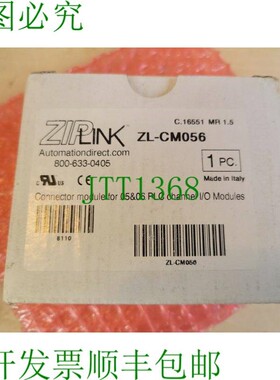 图必究
C.16551 MR 1.5
ZIPLINK ZL-CM056
Automationdirect.com
800-633-0405
1 PC.
Made in Italy
JTT1368
Connector module for 05&06 PLC channel I/O Modules
8110
ZL-CM056
开发票顺丰包邮